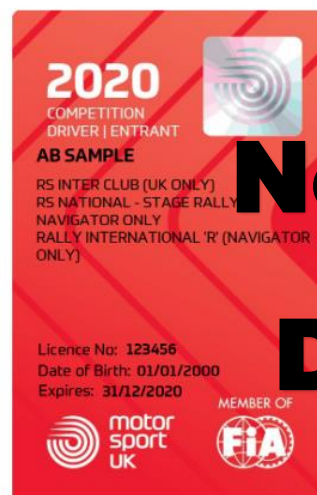 2020
COMPETITION
DRIVER | ENTRANT
AB SAMPLE
RS INTER CLUB (UK ONLY)
RS NATIONAL - STAGE RALLY
NAVIGATOR ONLY
RALLY INTERNATIONAL 'R' (NAVIGATOR
ONLY)
Licence No: 123456
Date of Birth: 01/01/2000
Expires: 31/12/2020
MEMBER OF
motor
sport
UK
FiA